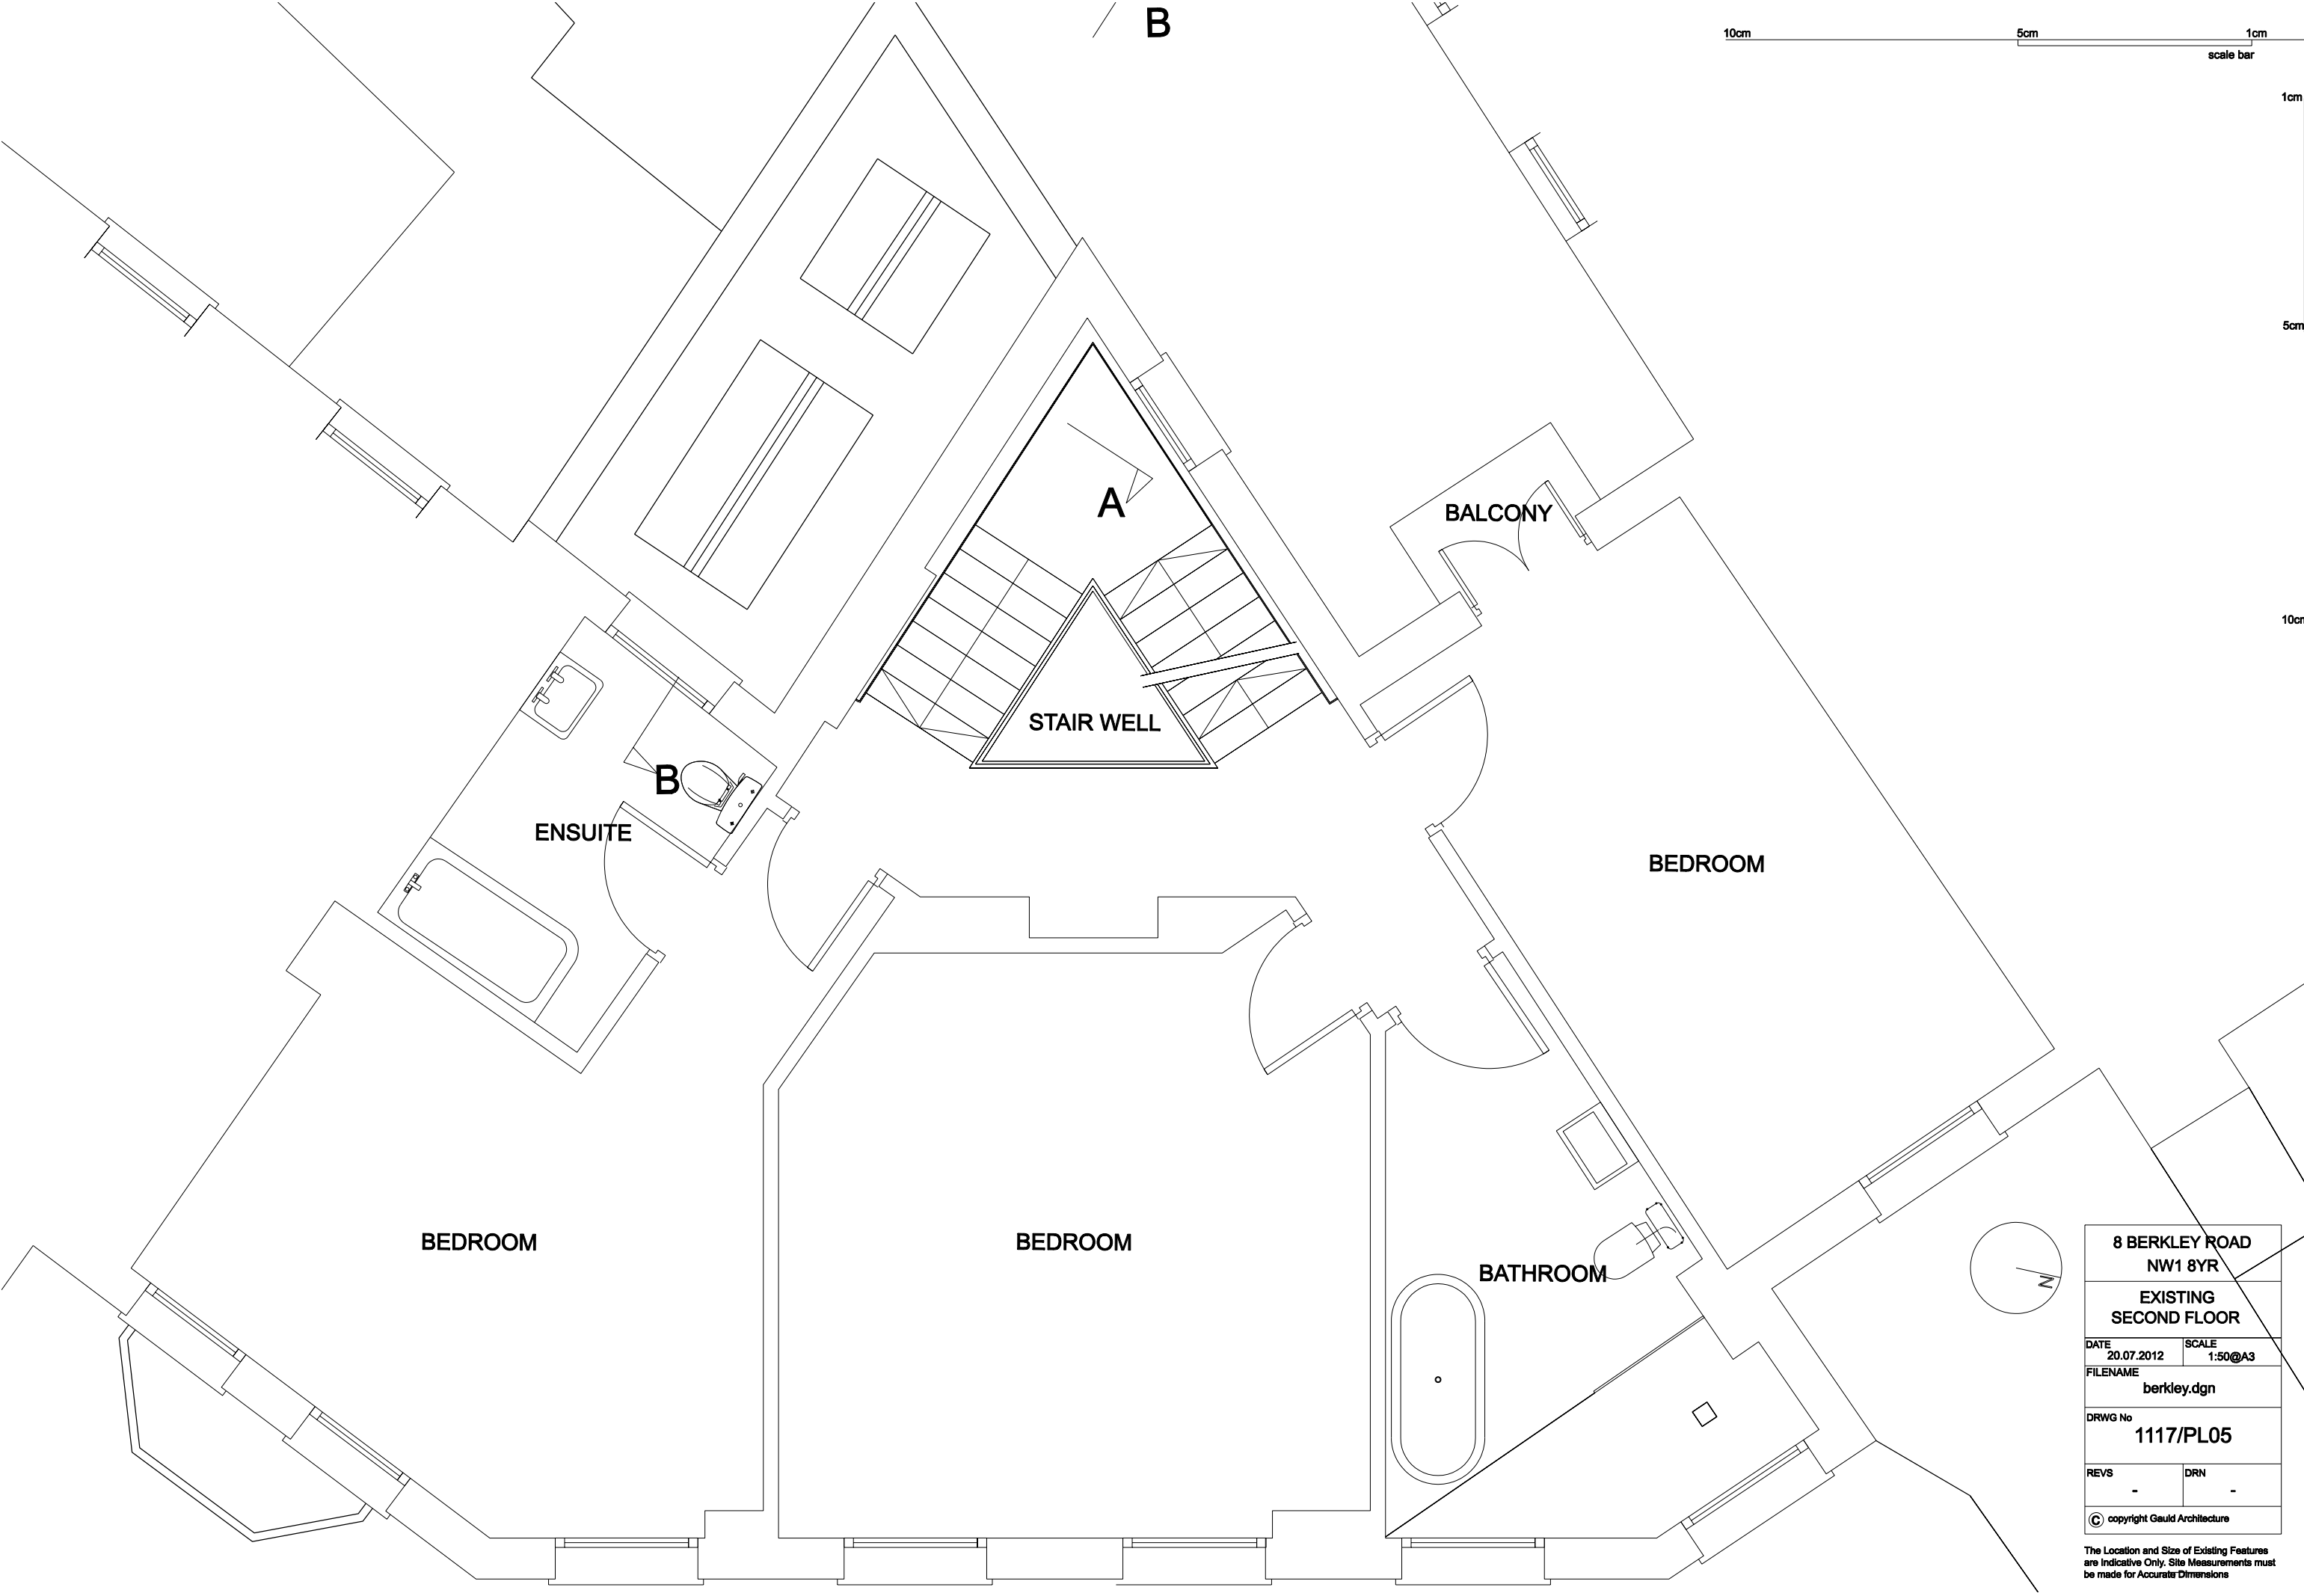 B
10cm
5cm
1cm
scale bar
1cm
5cm
10cm
A
BALCONY
STAIR WELL
B
ENSUITE
BEDROOM
BEDROOM
BEDROOM
BATHROOM
N
8 BERKLEY ROAD
NW1 8YR
EXISTING
SECOND FLOOR
DATE
20.07.2012
SCALE
1:50@A3
FILENAME
berkley.dgn
DRWG No
1117/PL05
REVS
-
DRN
-
© copyright Gauld Architecture
The Location and Size of Existing Features
are Indicative Only. Site Measurements must
be made for Accurate Dimensions